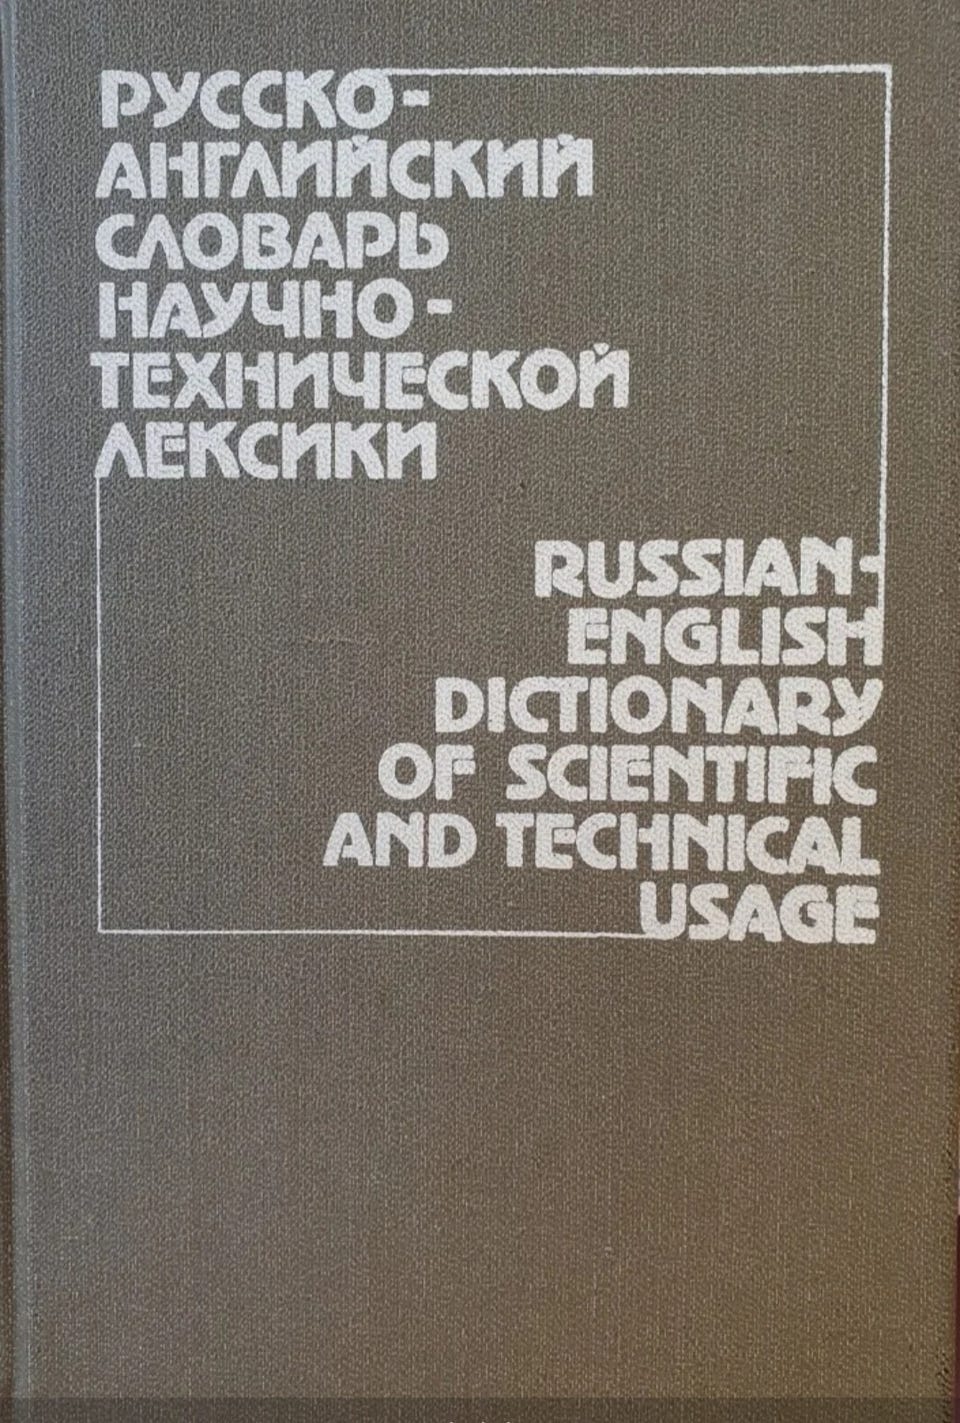 РУССКО-
АНГЛИЙСКИЙ
СЛОВАРЬ
НАУЧНО-
ТЕХНИЧЕСКОЙ
ЛЕКСИКИ
RUSSIAN-
ENGLISH
DICTIONARY
OF SCIENTIFIC
AND TECHNICAL
USAGE